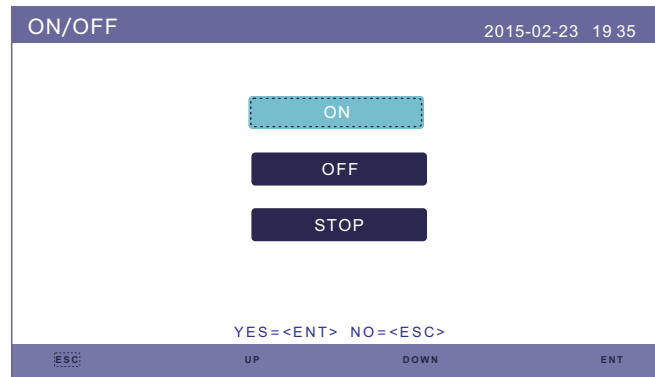 ON/OFF 2015-02-23 19 35
ON
OFF
STOP
YES=<ENT> NO=<ESC>
ESC UP DOWN ENT